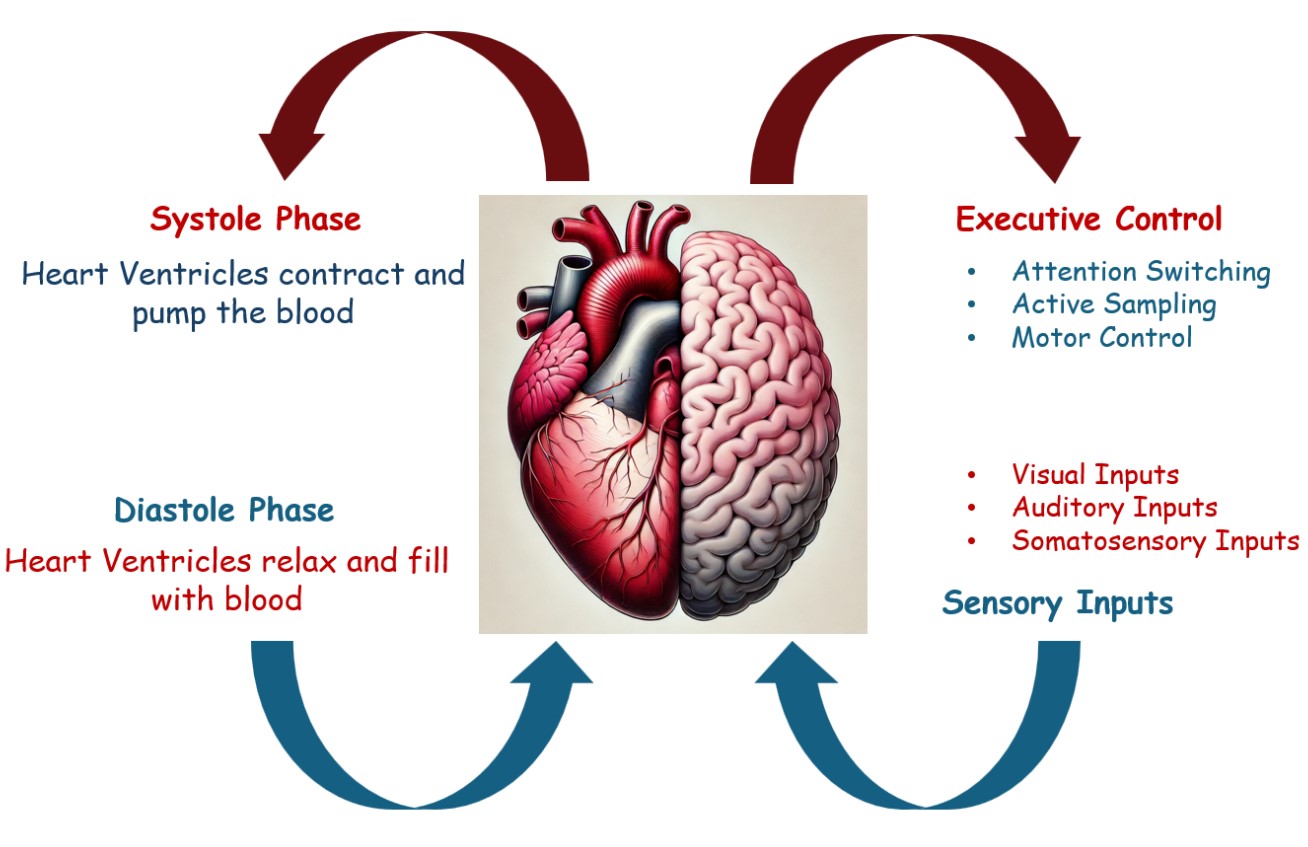 Systole Phase
Heart Ventricles contract and
pump the blood
Diastole Phase
Heart Ventricles relax and fill
with blood
Executive Control
• Attention Switching
• Active Sampling
• Motor Control
• Visual Inputs
• Auditory Inputs
• Somatosensory Inputs
Sensory Inputs